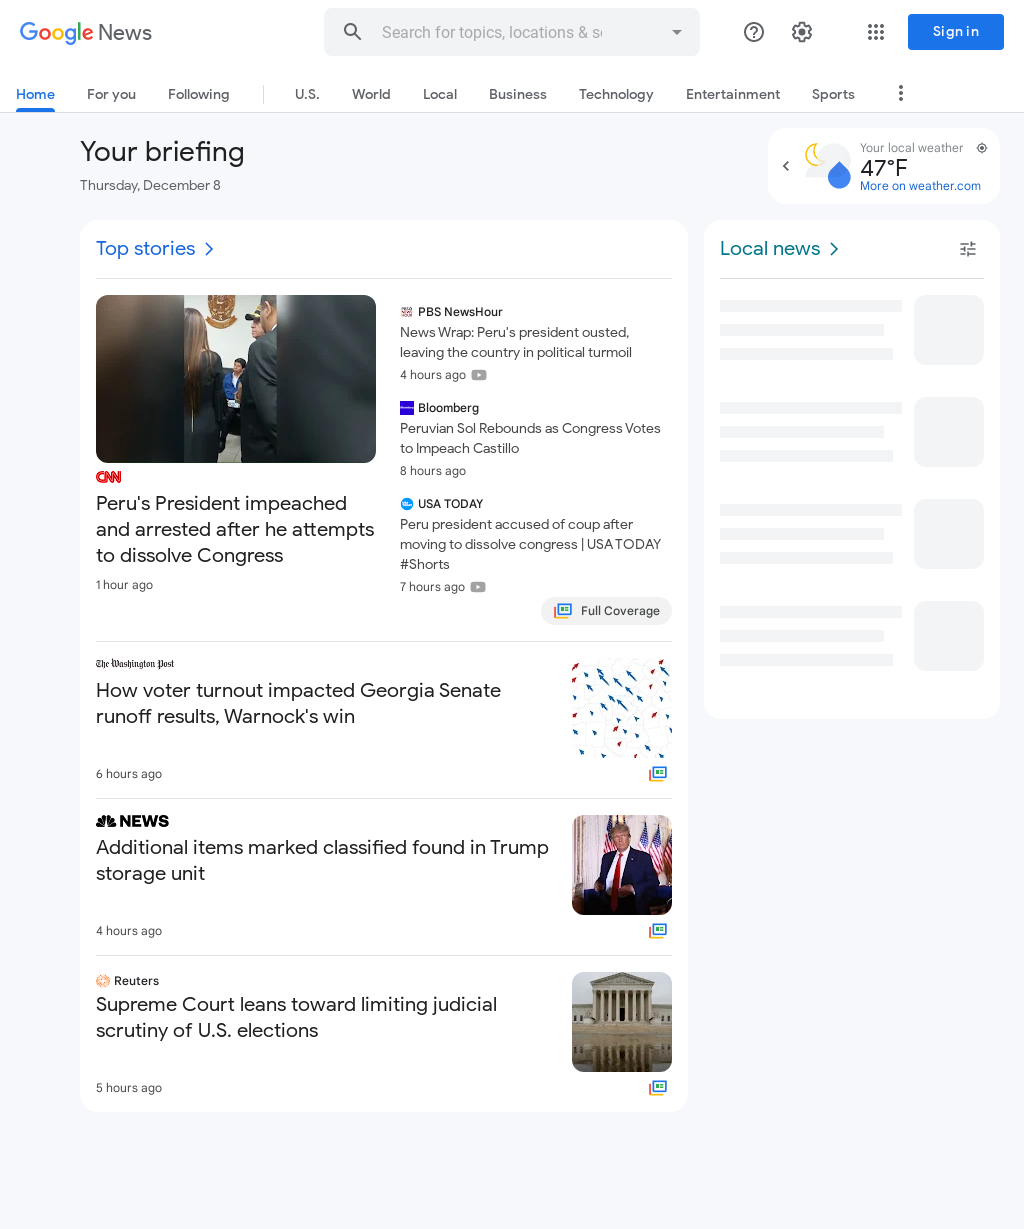 Google News
Search for topics, locations & so
Sign in
Home
For you
Following
U.S.
World
Local
Business
Technology
Entertainment
Sports
Your briefing
Thursday, December 8
Your local weather
47°F
More on weather.com
Top stories
CNN
Peru's President impeached
and arrested after he attempts
to dissolve Congress
1 hour ago
PBS NewsHour
News Wrap: Peru's president ousted,
leaving the country in political turmoil
4 hours ago
Bloomberg
Peruvian Sol Rebounds as Congress Votes
to Impeach Castillo
8 hours ago
USA TODAY
Peru president accused of coup after
moving to dissolve congress | USA TODAY
#Shorts
7 hours ago
Full Coverage
The Washington Post
How voter turnout impacted Georgia Senate
runoff results, Warnock's win
6 hours ago
NEWS
Additional items marked classified found in Trump
storage unit
4 hours ago
Reuters
Supreme Court leans toward limiting judicial
scrutiny of U.S. elections
5 hours ago
Local news